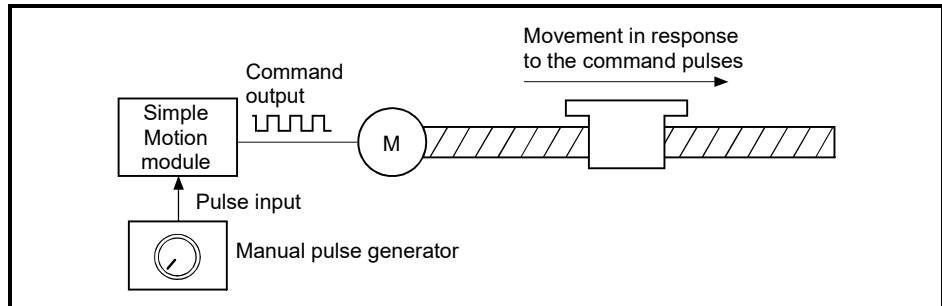 Movement in response
to the command pulses
Command
output
Simple
Motion
module
M
Pulse input
Manual pulse generator